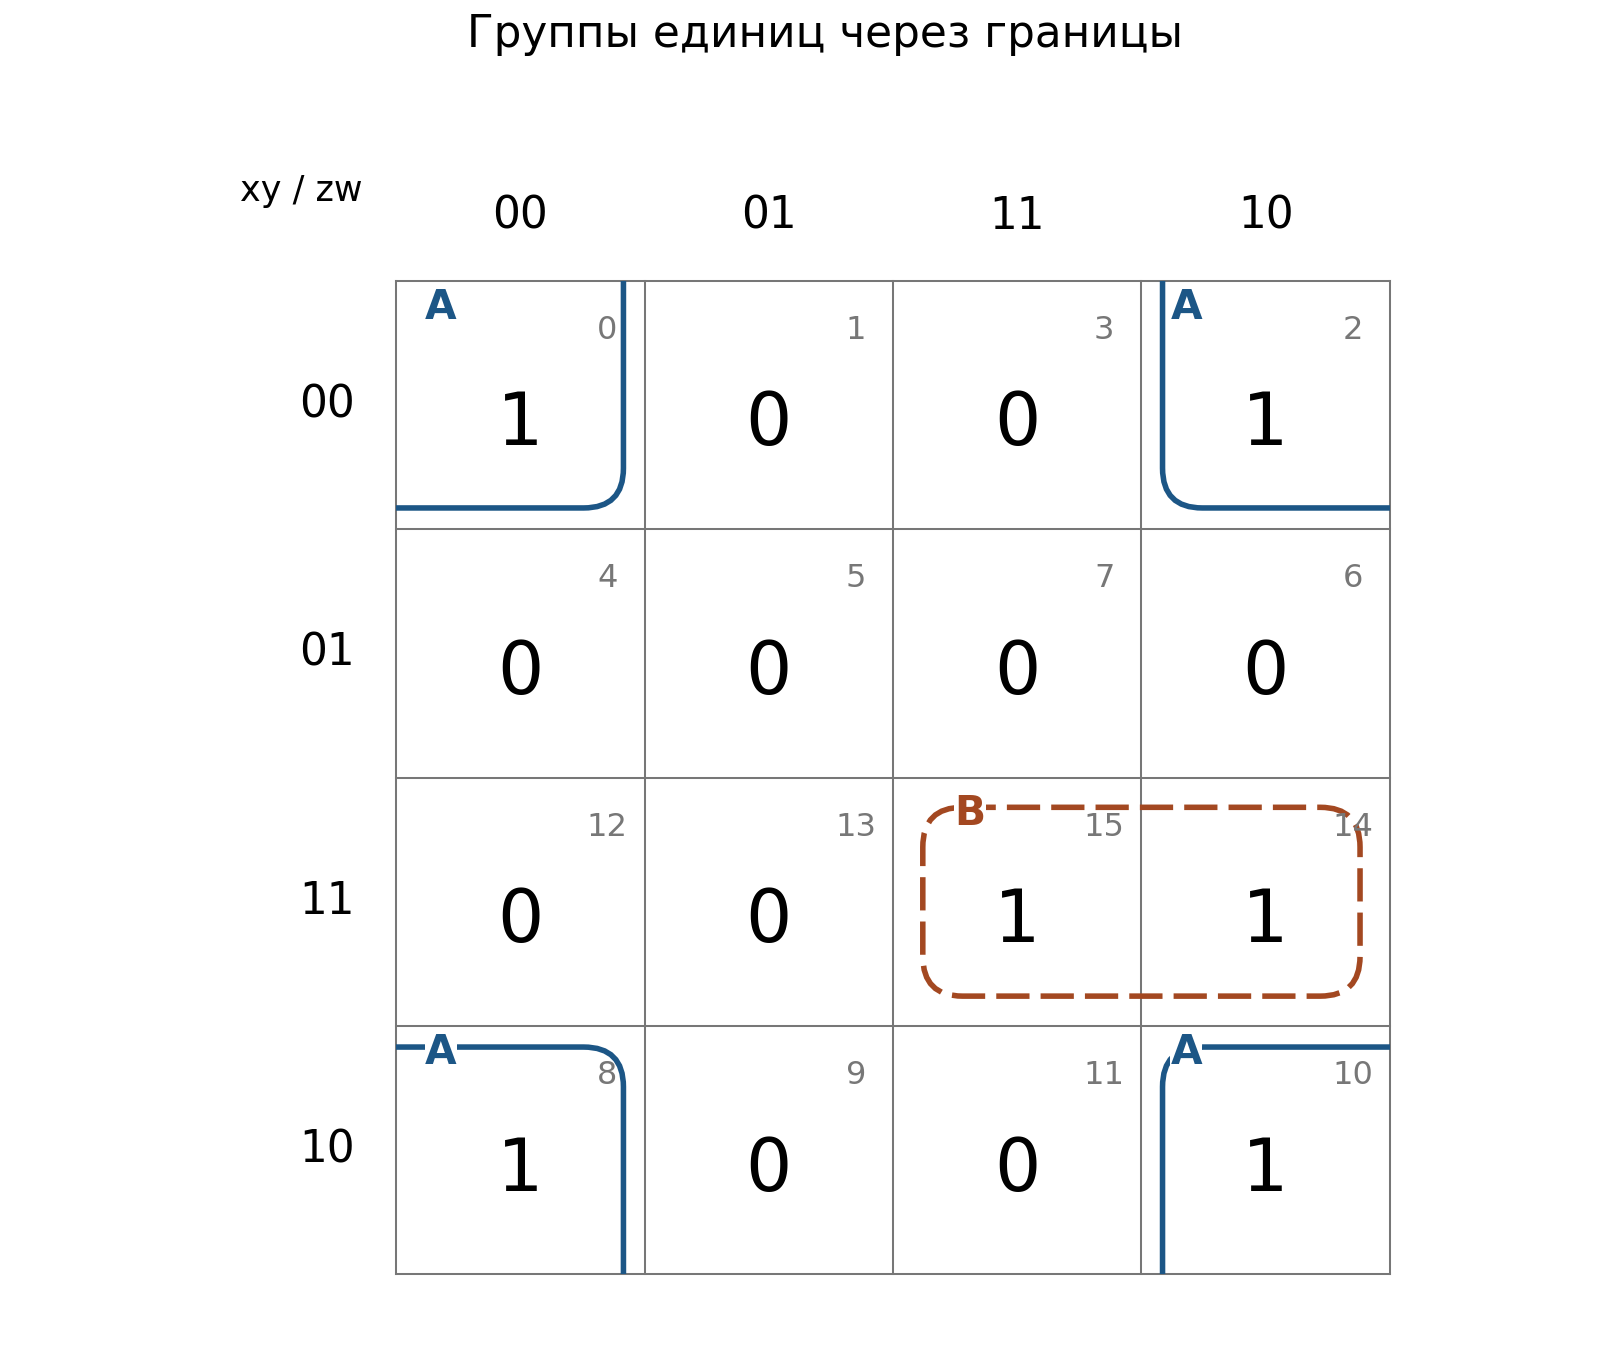 Группы единиц через границы
xy / zw
00 01 11 10
A A
0 1 3 2
00 1 0 0 1
4 5 7 6
01 0 0 0 0
B
12 13 15 14
11 0 0 1 1
A A
8 9 11 10
10 1 0 0 1